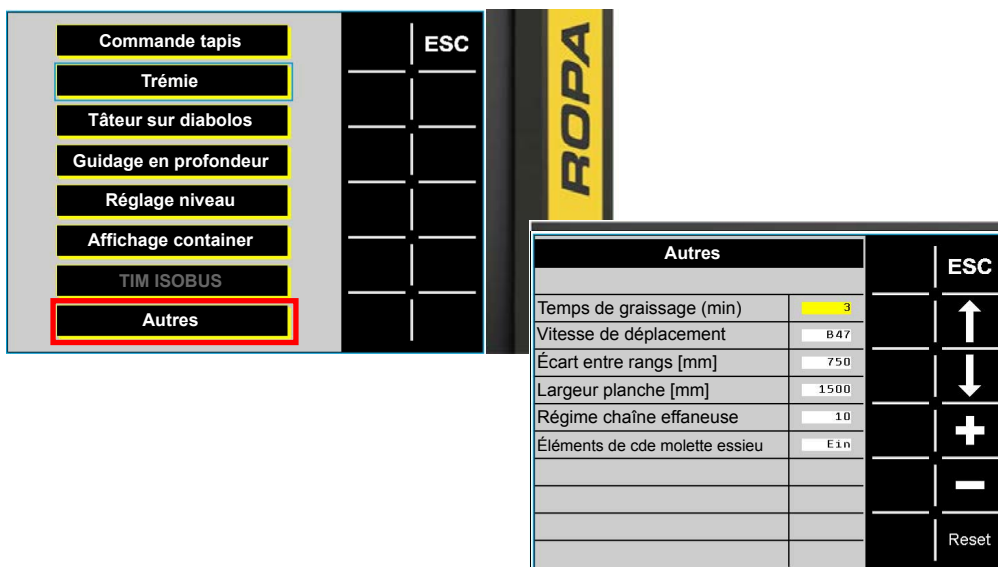 Commande tapis
ESC
Trémie
Tâteur sur diabolos
Guidage en profondeur
Réglage niveau
Affichage container
TIM ISOBUS
Autres
ROPA
Autres
ESC
Temps de graissage (min) 3
Vitesse de déplacement B47
Écart entre rangs [mm] 750
Largeur planche [mm] 1500
Régime chaîne effaneuse 10
Éléments de cde molette essieu Ein
Reset